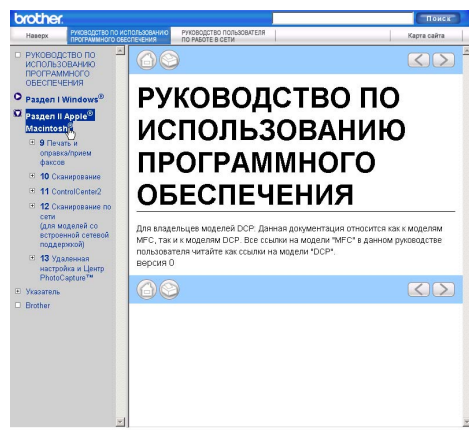 brother.
Поиск
Наверх
РУКОВОДСТВО ПО ИСПОЛЬЗОВАНИЮ
ПРОГРАММНОГО ОБЕСПЕЧЕНИЯ
РУКОВОДСТВО ПОЛЬЗОВАТЕЛЯ
ПО РАБОТЕ В СЕТИ
Карта сайта
РУКОВОДСТВО ПО
ИСПОЛЬЗОВАНИЮ
ПРОГРАММНОГО
ОБЕСПЕЧЕНИЯ
Раздел I Windows®
Раздел II Apple®
Macintosh®
9 Печать и
оправка/прием
факсов
10 Сканирование
11 ControlCenter2
12 Сканирование по
сети
(для моделей со
встроенной сетевой
поддержкой)
13 Удаленная
настройка и Центр
PhotoCapture™
Указатель
Brother
РУКОВОДСТВО ПО
ИСПОЛЬЗОВАНИЮ
ПРОГРАММНОГО
ОБЕСПЕЧЕНИЯ
Для владельцев моделей DCP: Данная документация относится как к моделям
MFC, так и к моделям DCP. Все ссылки на модели "MFC" в данном руководстве
пользователя читайте как ссылки на модели "DCP".
версия 0